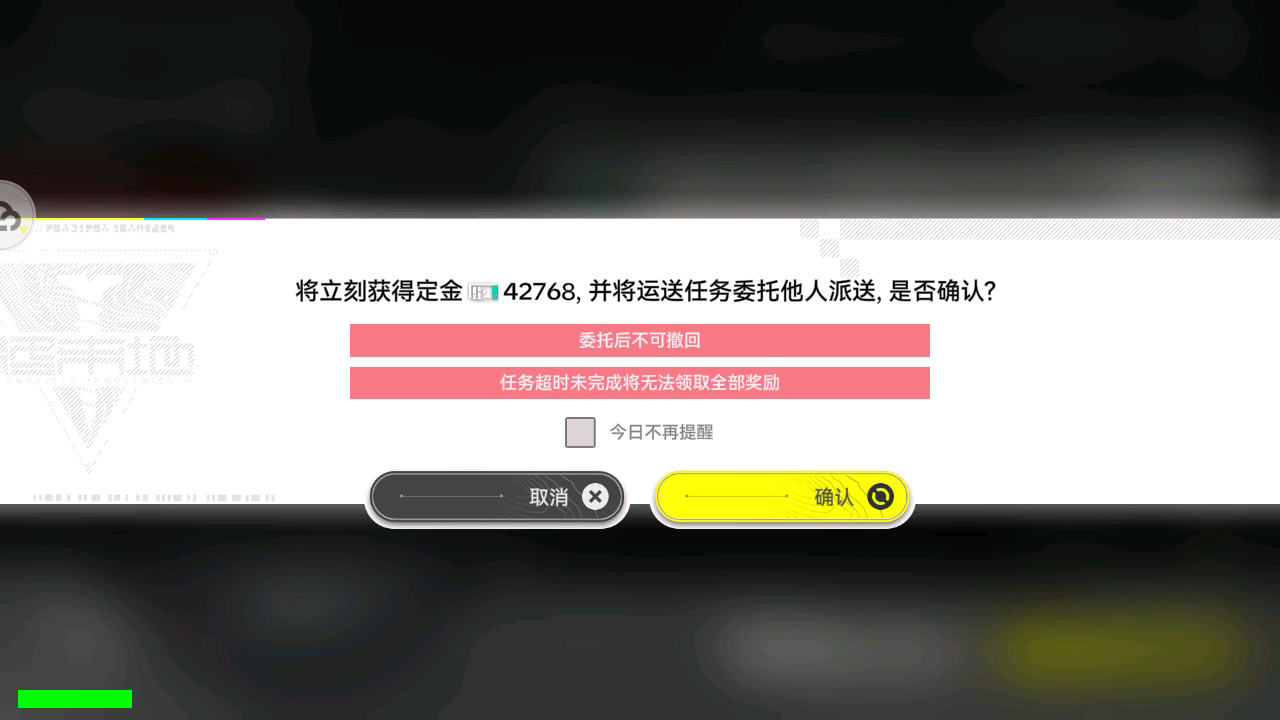 将立刻获得定金 42768, 并将运送任务委托他人派送, 是否确认?
委托后不可撤回
任务超时未完成将无法领取全部奖励
今日不再提醒
取消
确认